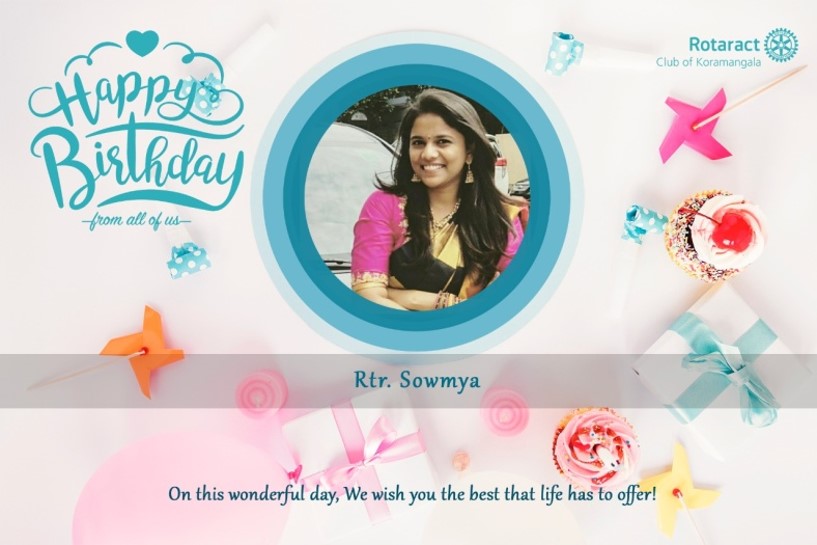 Happy
Birthday
from all of us
Rotaract
Club of Koramangala
Rtr. Sowmya
On this wonderful day, We wish you the best that life has to offer!